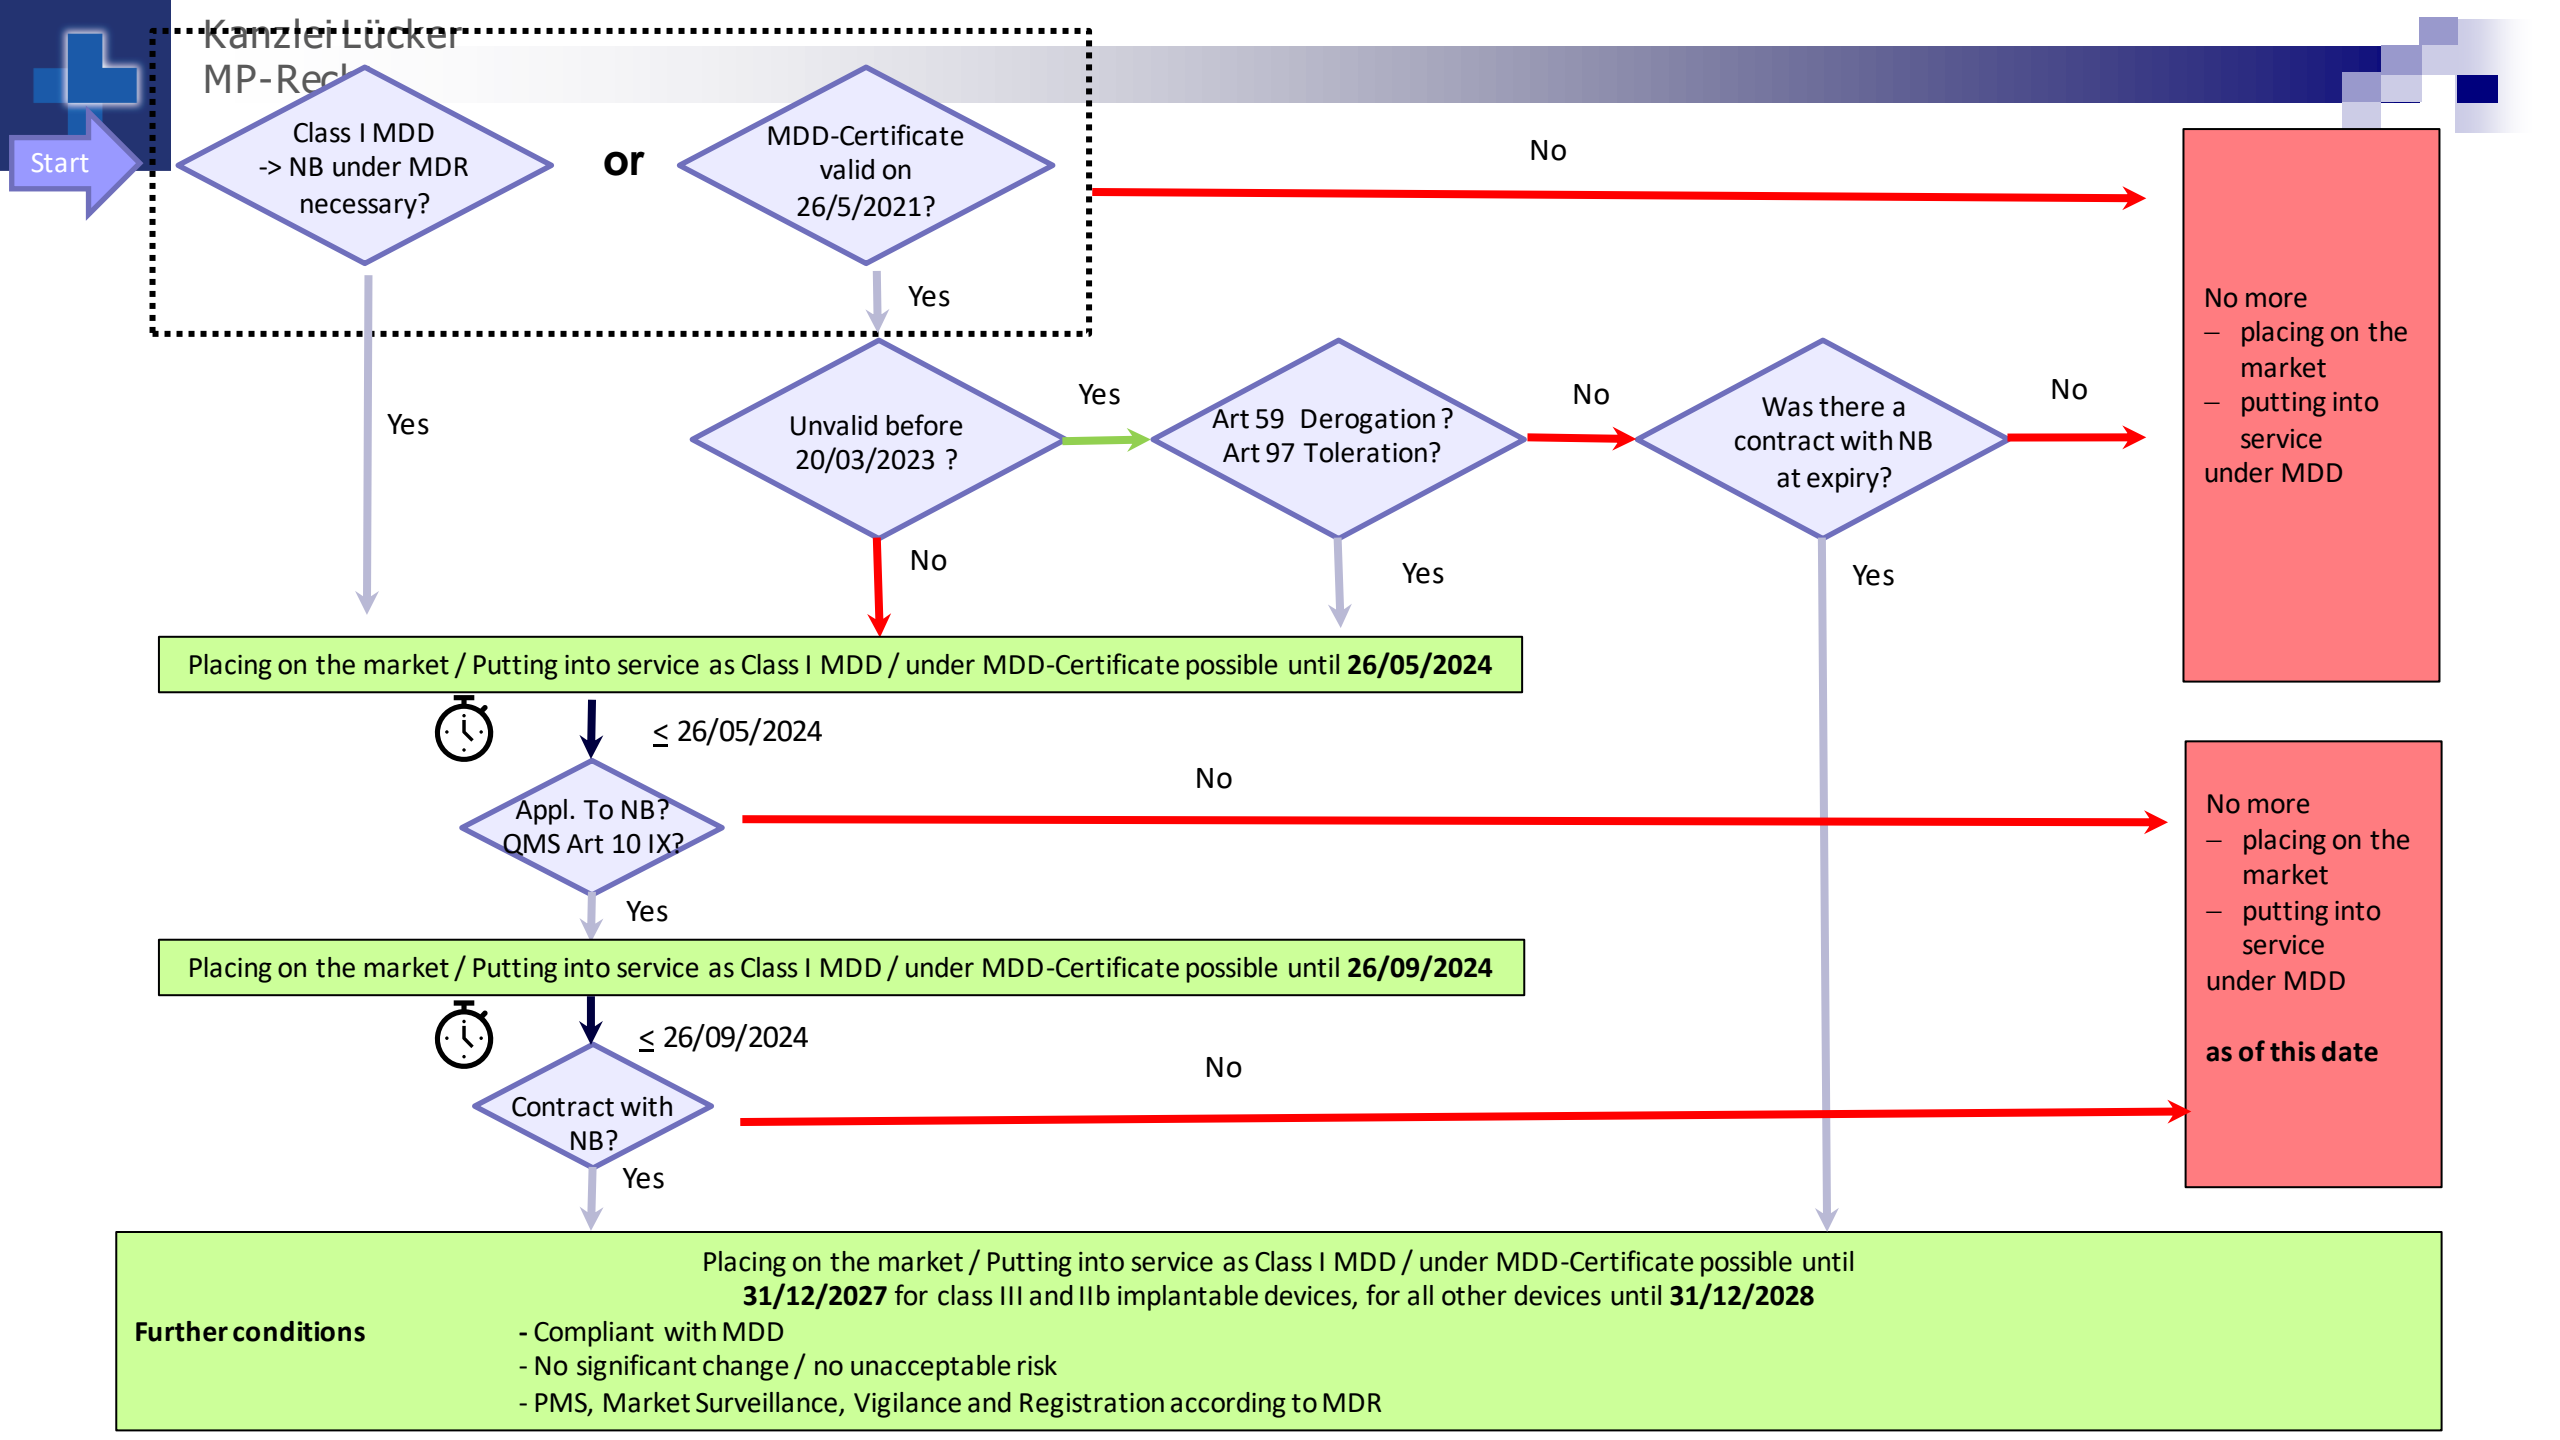 Kanzlei Lücker
MP-Rech
Start
Class I MDD
-> NB under MDR
necessary?
or
MDD-Certificate
valid on
26/5/2021?
No
Yes
Yes
Unvalid before
20/03/2023 ?
Yes
Art 59 Derogation ?
Art 97 Toleration?
No
Was there a
contract with NB
at expiry?
No
No more
– placing on the
market
– putting into
service
under MDD
No
Yes
Yes
Placing on the market / Putting into service as Class I MDD / under MDD-Certificate possible until 26/05/2024
≤ 26/05/2024
Appl. To NB?
QMS Art 10 IX?
No
Yes
No more
– placing on the
market
– putting into
service
under MDD
as of this date
Placing on the market / Putting into service as Class I MDD / under MDD-Certificate possible until 26/09/2024
≤ 26/09/2024
Contract with
NB?
No
Yes
Placing on the market / Putting into service as Class I MDD / under MDD-Certificate possible until
31/12/2027 for class III and IIb implantable devices, for all other devices until 31/12/2028
Further conditions - Compliant with MDD
- No significant change / no unacceptable risk
- PMS, Market Surveillance, Vigilance and Registration according to MDR